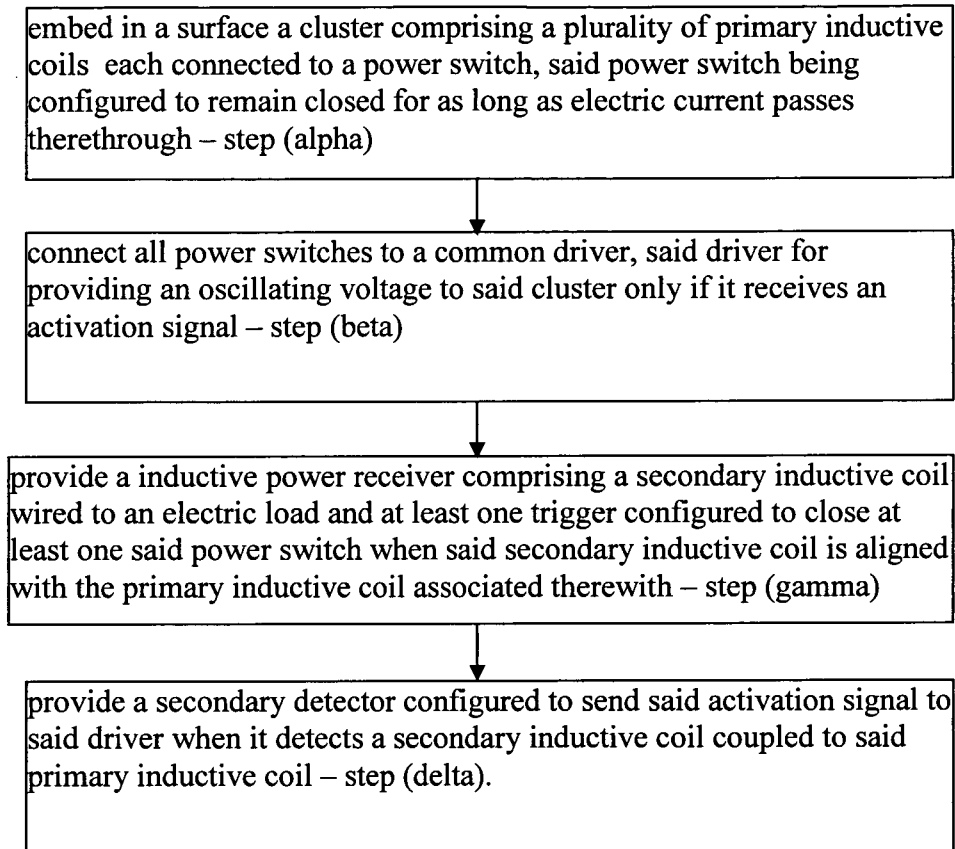 embed in a surface a cluster comprising a plurality of primary inductive
coils each connected to a power switch, said power switch being
configured to remain closed for as long as electric current passes
therethrough – step (alpha)
connect all power switches to a common driver, said driver for
providing an oscillating voltage to said cluster only if it receives an
activation signal – step (beta)
provide a inductive power receiver comprising a secondary inductive coil
wired to an electric load and at least one trigger configured to close at
least one said power switch when said secondary inductive coil is aligned
with the primary inductive coil associated therewith – step (gamma)
provide a secondary detector configured to send said activation signal to
said driver when it detects a secondary inductive coil coupled to said
primary inductive coil – step (delta).